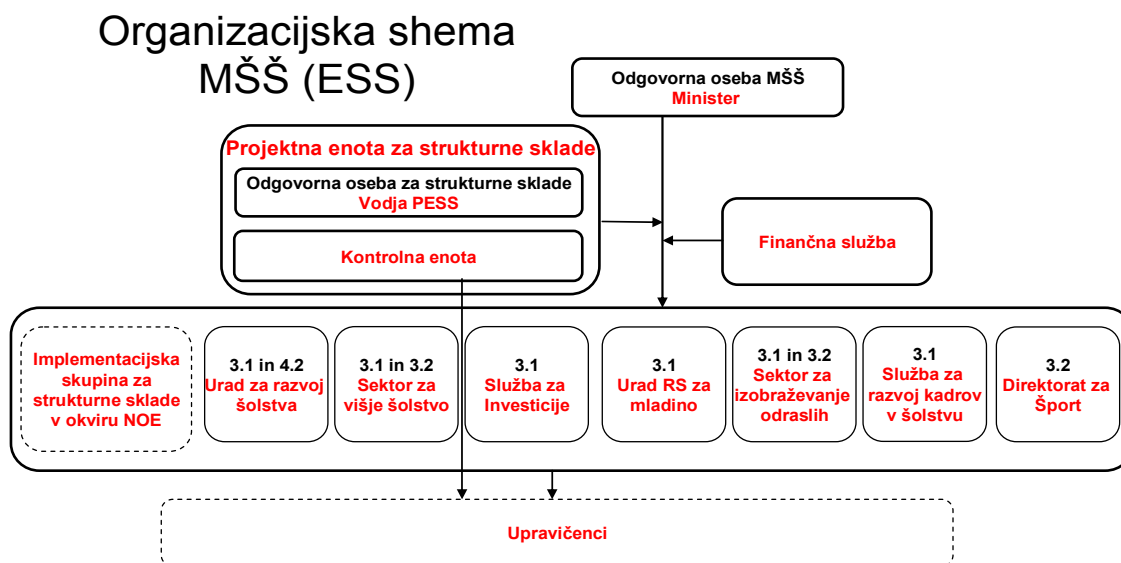 Organizacijska shema
MŠŠ (ESS)
Odgovorna oseba MŠŠ
Minister
Projektna enota za strukturne sklade
Odgovorna oseba za strukturne sklade
Vodja PESS
Kontrolna enota
Finančna služba
Implementacijska
skupina za
strukturne sklade
v okviru NOE
3.1 in 4.2
Urad za razvoj
šolstva
3.1 in 3.2
Sektor za
višje šolstvo
3.1
Služba za
Investicije
3.1
Urad RS za
mladino
3.1 in 3.2
Sektor za
izobraževanje
odraslih
3.1
Služba za
razvoj kadrov
v šolstvu
3.2
Direktorat za
Šport
Upravičenci